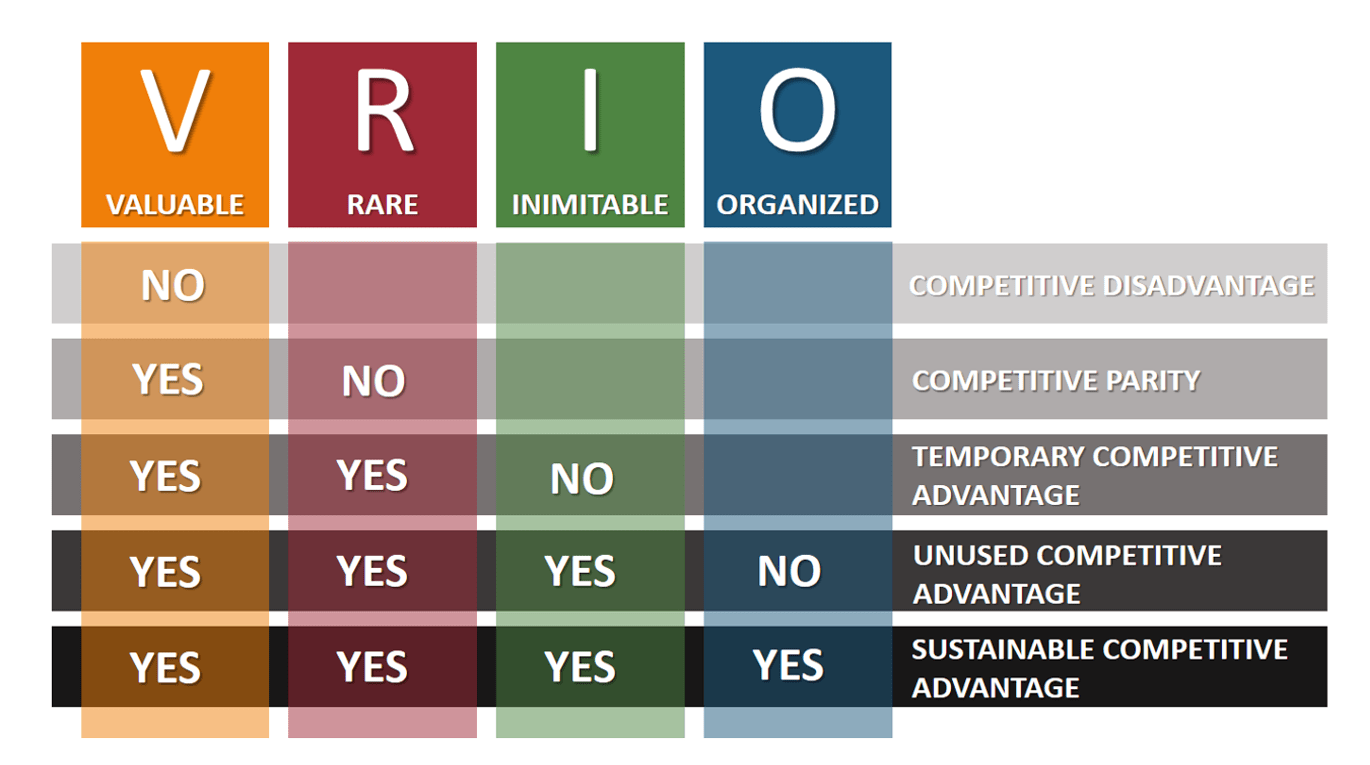 V R I O
VALUABLE RARE INIMITABLE ORGANIZED
NO COMPETITIVE DISADVANTAGE
YES NO COMPETITIVE PARITY
YES YES NO TEMPORARY COMPETITIVE
ADVANTAGE
YES YES YES NO UNUSED COMPETITIVE
ADVANTAGE
YES YES YES YES SUSTAINABLE COMPETITIVE
ADVANTAGE